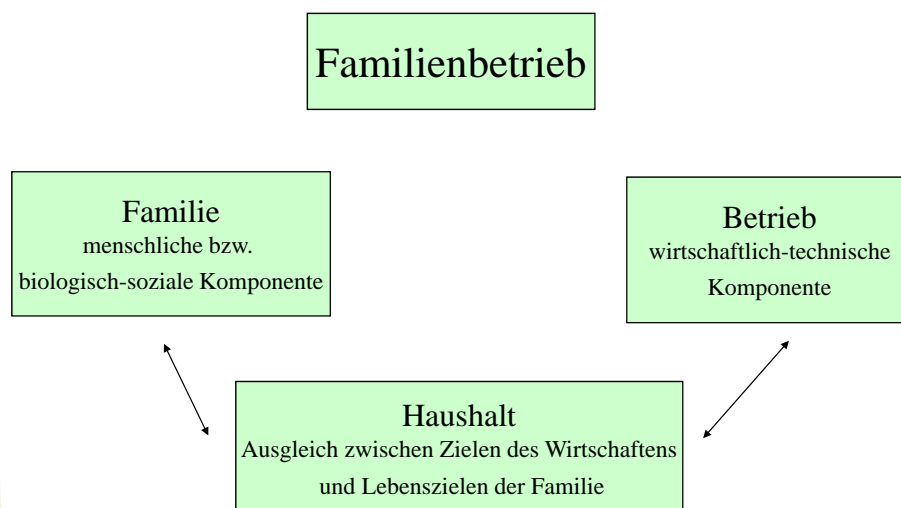 Familienbetrieb
Familie
menschliche bzw.
biologisch-soziale Komponente
Betrieb
wirtschaftlich-technische
Komponente
Haushalt
Ausgleich zwischen Zielen des Wirtschaftens
und Lebenszielen der Familie